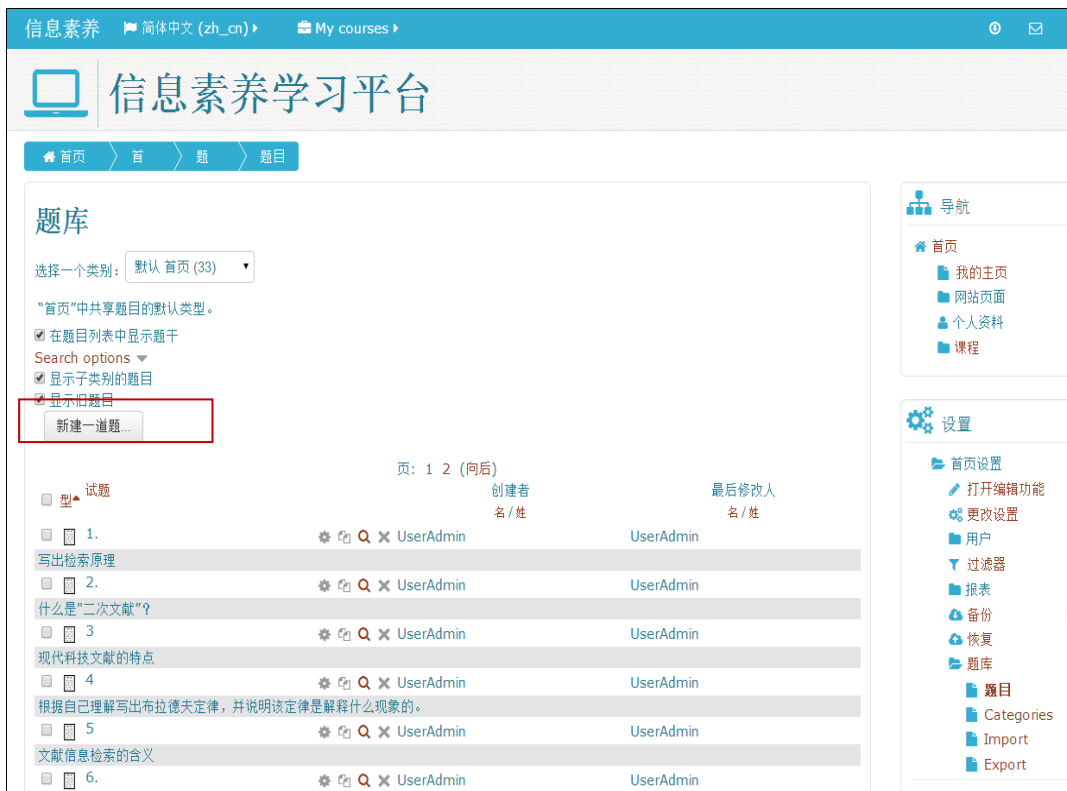 信息素养 简体中文 (zh_cn) My courses
信息素养学习平台
首页 首 题 题目
题库
选择一个类别: 默认 首页 (33)
“首页”中共享题目的默认类型。
在题目列表中显示题干
Search options
显示子类别的题目
显示旧题目
新建一道题...
页: 1 2 (向后)
型 试题 创建者 最后修改人
名 / 姓 名 / 姓
1. UserAdmin UserAdmin
写出检索原理
2. UserAdmin UserAdmin
什么是"二次文献"?
3 UserAdmin UserAdmin
现代科技文献的特点
4 UserAdmin UserAdmin
根据自己理解写出布拉德夫定律，并说明该定律是解释什么现象的。
5 UserAdmin UserAdmin
文献信息检索的含义
6. UserAdmin UserAdmin
导航
首页
我的主页
网站页面
个人资料
课程
设置
首页设置
打开编辑功能
更改设置
用户
过滤器
报表
备份
恢复
题库
题目
Categories
Import
Export